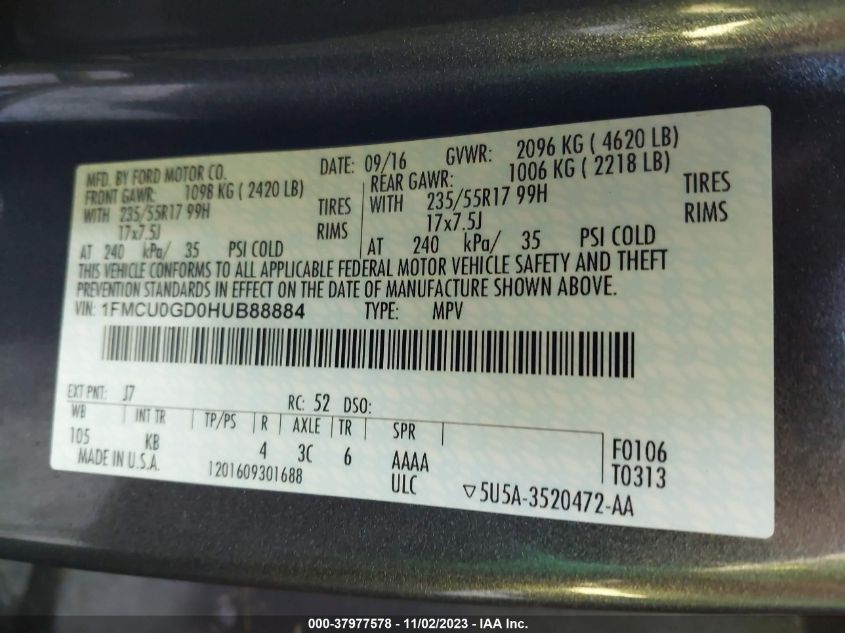 MFD. BY FORD MOTOR CO. DATE: 09/16 GVWR: 2096 KG ( 4620 LB)
FRONT GAWR: 1098 KG ( 2420 LB) REAR GAWR: 1006 KG ( 2218 LB)
WITH 235/55R17 99H TIRES WITH 235/55R17 99H TIRES
17x7.5J RIMS 17x7.5J RIMS
AT 240 kPa/ 35 PSI COLD AT 240 kPa/ 35 PSI COLD
THIS VEHICLE CONFORMS TO ALL APPLICABLE FEDERAL MOTOR VEHICLE SAFETY AND THEFT
PREVENTION STANDARDS IN EFFECT ON THE DATE OF MANUFACTURE SHOWN ABOVE.
VIN: 1FMCU0GD0HUB88884 TYPE: MPV
EXT PNT: J7 RC: 52 DSO:
WB INT TR TP/PS R AXLE TR SPR
105 KB 4 3C 6 AAAA F0106
MADE IN U.S.A. 1201609301688 ULC T0313
▽5U5A-3520472-AA
000-37977578 - 11/02/2023 - IAA Inc.